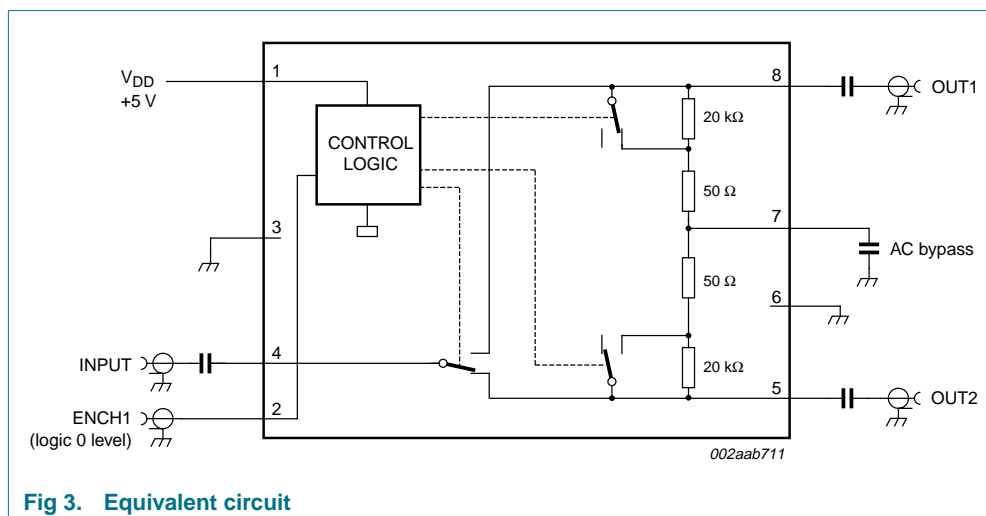 VDD
+5 V
1
CONTROL
LOGIC
8
OUT1
20 kΩ
50 Ω
7
AC bypass
3
50 Ω
6
INPUT
4
20 kΩ
5
OUT2
ENCH1
(logic 0 level)
2
002aab711
Fig 3. Equivalent circuit